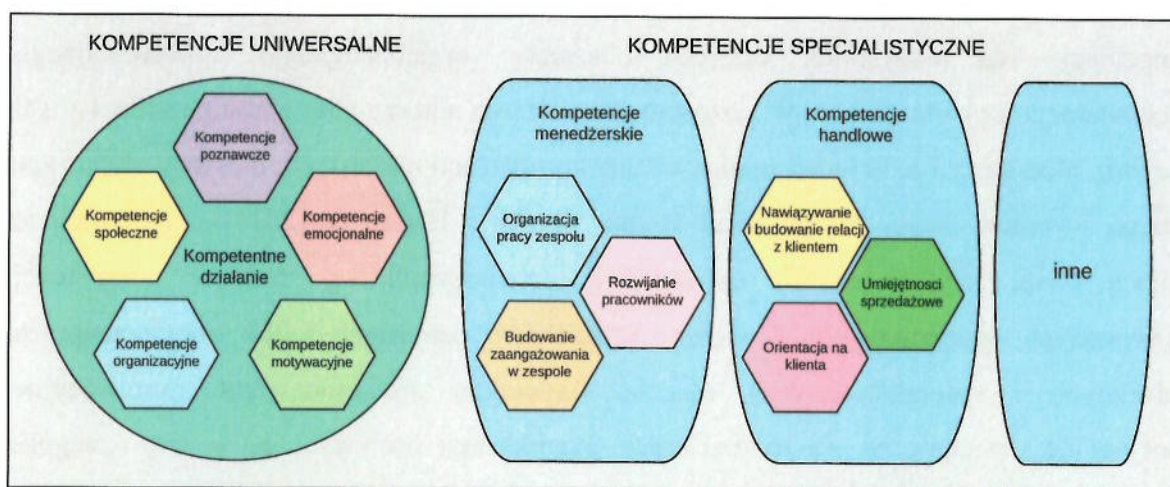 KOMPETENCJE UNIWERSALNE
Kompetencje
poznawcze
Kompetencje
społeczne
Kompetencje
emocjonalne
Kompetentne
działanie
Kompetencje
organizacyjne
Kompetencje
motywacyjne
KOMPETENCJE SPECJALISTYCZNE
Kompetencje
menedżerskie
Organizacja
pracy zespołu
Rozwijanie
pracowników
Budowanie
zaangażowania
w zespole
Kompetencje
handlowe
Nawiązywanie
i budowanie relacji
z klientem
Umiejętnosci
sprzedażowe
Orientacja na
klienta
inne